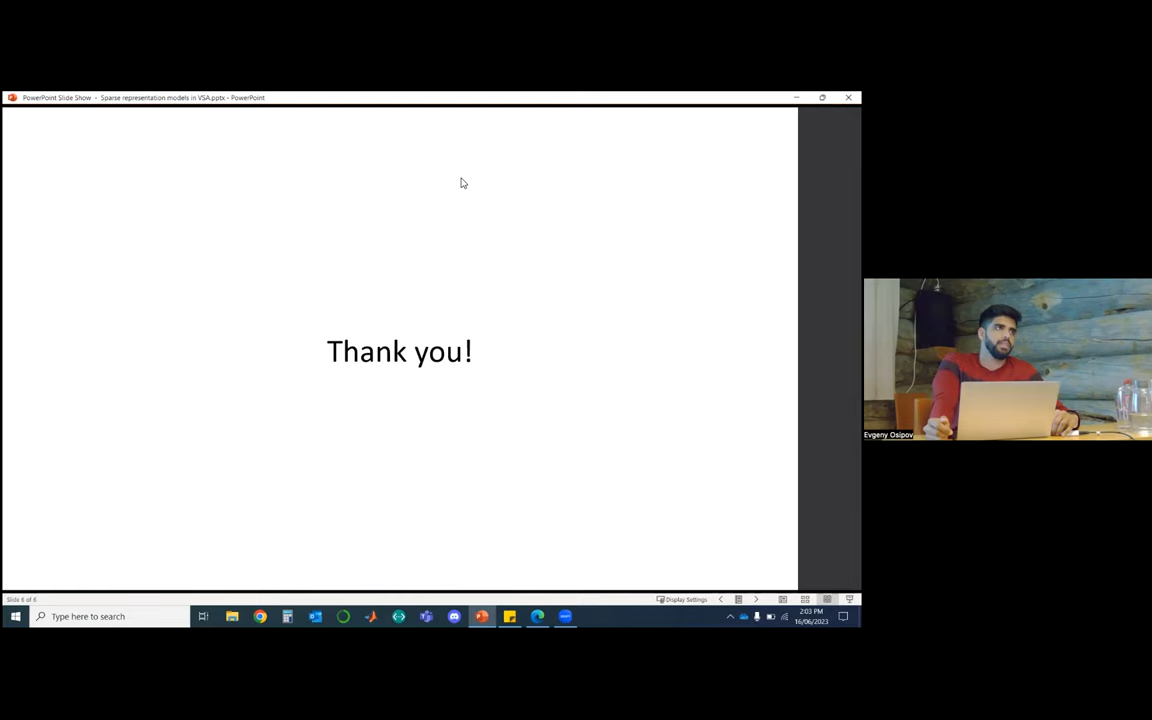 PowerPoint Slide Show - Sparse representation models in VSA.pptx - PowerPoint
Thank you!
Evgeny Osipov
Slide 6 of 6
Display Settings
Type here to search
2:03 PM
16/06/2023